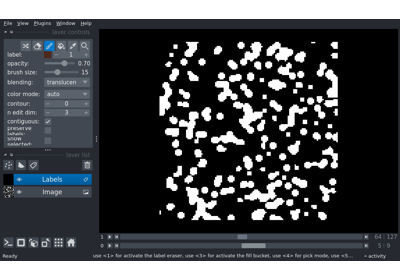 File View Plugins Window Help
layer controls
label: 1
opacity: 0.70
brush size: 15
blending: translucen
color mode: auto
contour: 0
n edit dim: 3
contiguous:
preserve
labels:
show
selected:
layer list
Labels
Image
1 64 127
0 5 9
Ready use <1> for activate the label eraser, use <3> for activate the fill bucket, use <4> for pick mode, use <5... activity